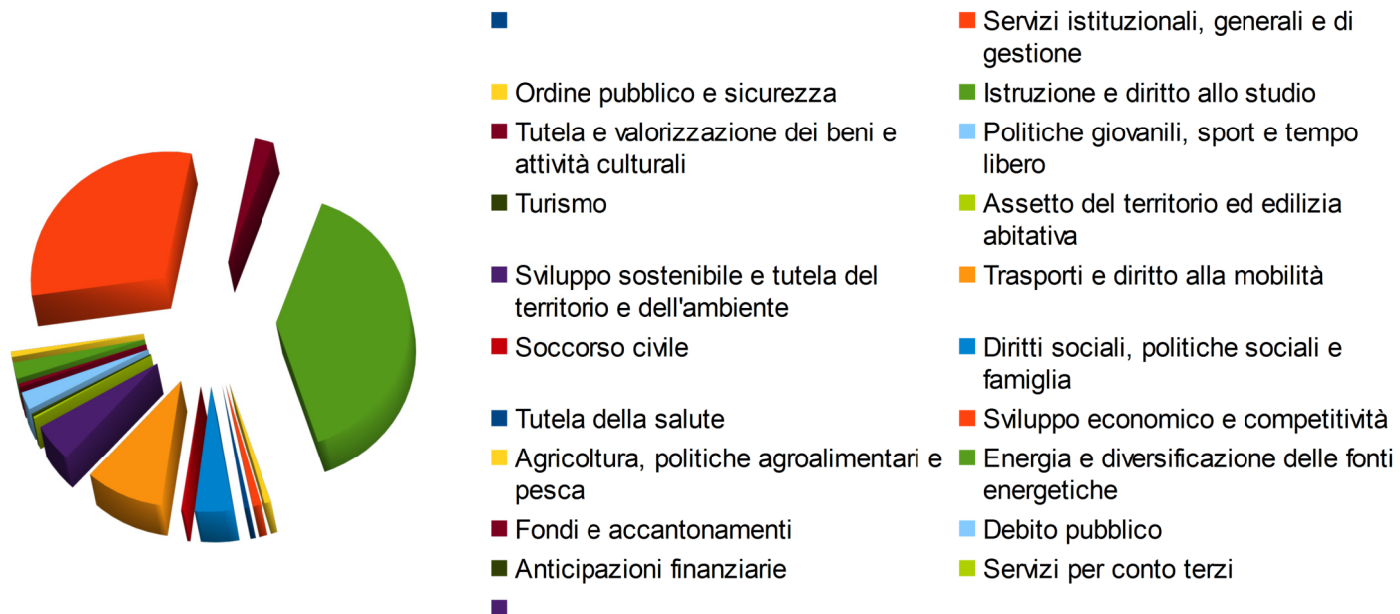 Servizi istituzionali, generali e di
gestione
Ordine pubblico e sicurezza
Istruzione e diritto allo studio
Tutela e valorizzazione dei beni e
attività culturali
Politiche giovanili, sport e tempo
libero
Turismo
Assetto del territorio ed edilizia
abitativa
Sviluppo sostenibile e tutela del
territorio e dell'ambiente
Trasporti e diritto alla mobilità
Soccorso civile
Diritti sociali, politiche sociali e
famiglia
Tutela della salute
Sviluppo economico e competitività
Agricoltura, politiche agroalimentari e
pesca
Energia e diversificazione delle fonti
energetiche
Fondi e accantonamenti
Debito pubblico
Anticipazioni finanziarie
Servizi per conto terzi